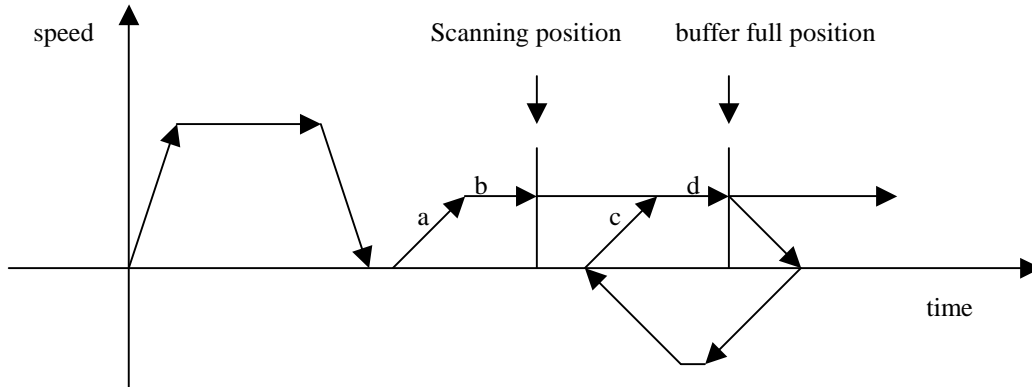 speed
Scanning position
buffer full position
b
d
a
c
time